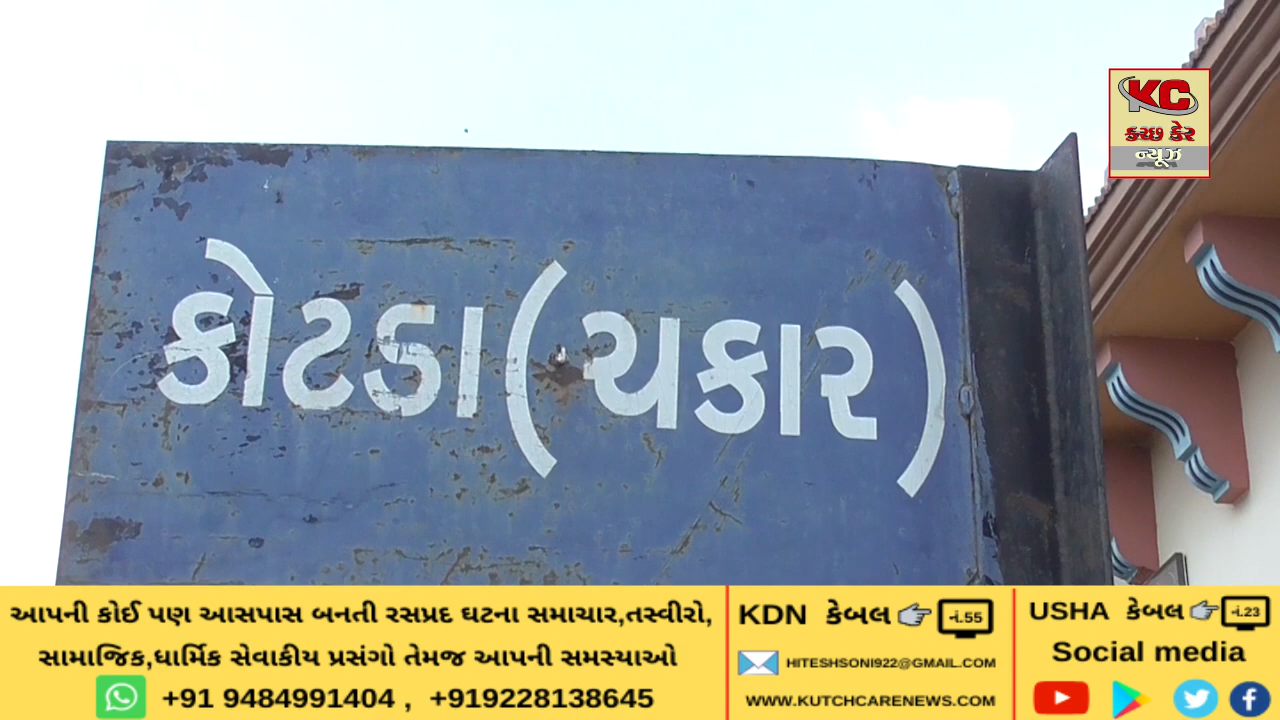 KC
કચ્છ કેર
ન્યૂઝ
કોટડા(ચકાર)
આપની કોઈ પણ આસપાસ બનતી રસપ્રદ ઘટના સમાચાર,તસ્વીરો,
સામાજિક,ધાર્મિક સેવાકીય પ્રસંગો તેમજ આપની સમસ્યાઓ
+91 9484991404 , +919228138645
KDN કેબલ નં.55
HITESHSONI922@GMAIL.COM
WWW.KUTCHCARENEWS.COM
USHA કેબલ નં.23
Social media